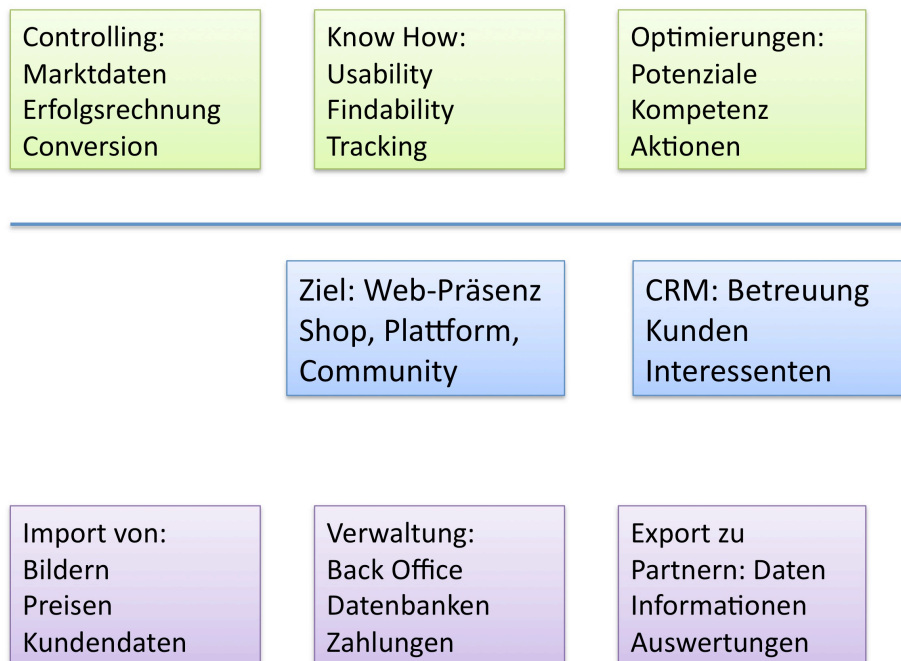 Controlling:
Marktdaten
Erfolgsrechnung
Conversion
Know How:
Usability
Findability
Tracking
Optimierungen:
Potenziale
Kompetenz
Aktionen
Ziel: Web-Präsenz
Shop, Plattform,
Community
CRM: Betreuung
Kunden
Interessenten
Import von:
Bildern
Preisen
Kundendaten
Verwaltung:
Back Office
Datenbanken
Zahlungen
Export zu
Partnern: Daten
Informationen
Auswertungen